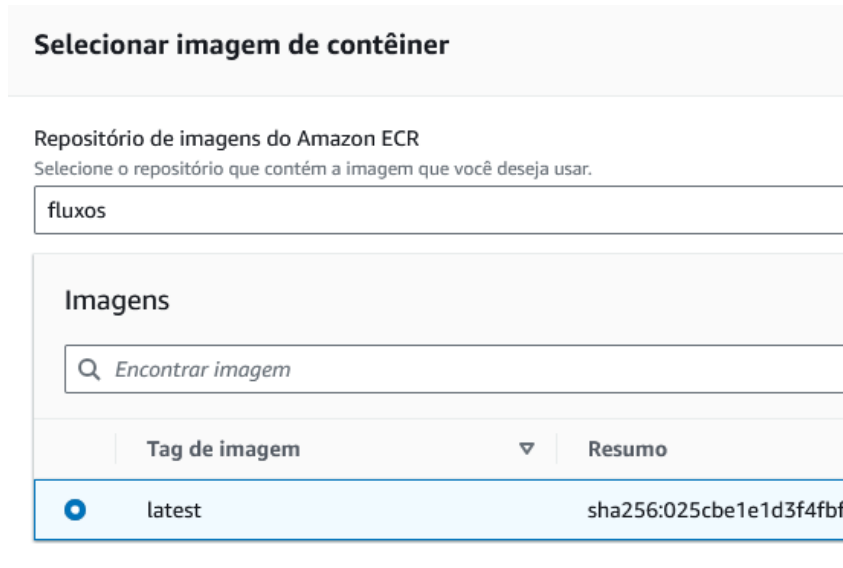 Selecionar imagem de contêiner
Repositório de imagens do Amazon ECR
Selecione o repositório que contém a imagem que você deseja usar.
fluxos
Imagens
Encontrar imagem
Tag de imagem Resumo
latest sha256:025cbe1e1d3f4fbf